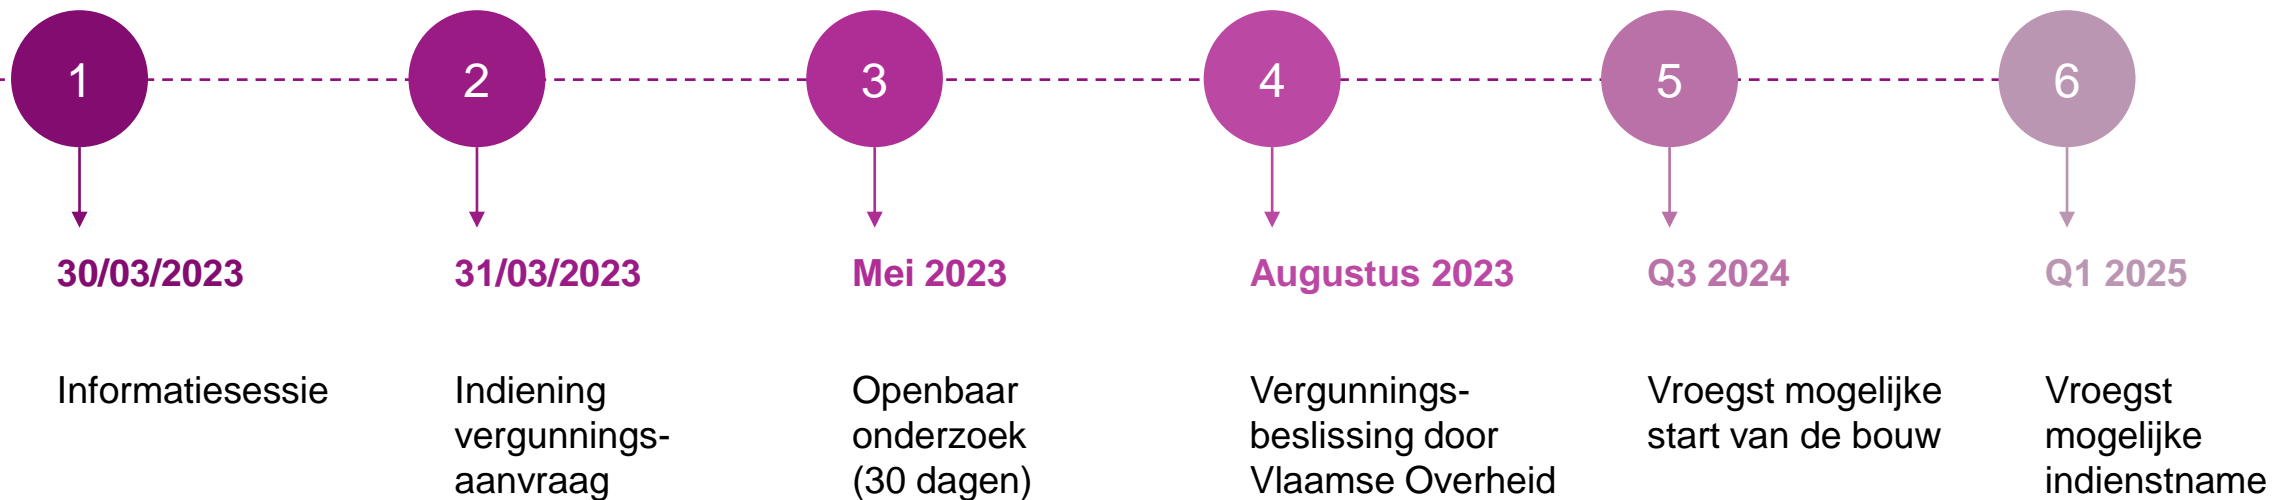 1
2
3
4
5
6
30/03/2023
31/03/2023
Mei 2023
Augustus 2023
Q3 2024
Q1 2025
Informatiesessie
Indiening
vergunnings-
aanvraag
Openbaar
onderzoek
(30 dagen)
Vergunnings-
beslissing door
Vlaamse Overheid
Vroegst mogelijke
start van de bouw
Vroegst
mogelijke
indienstname